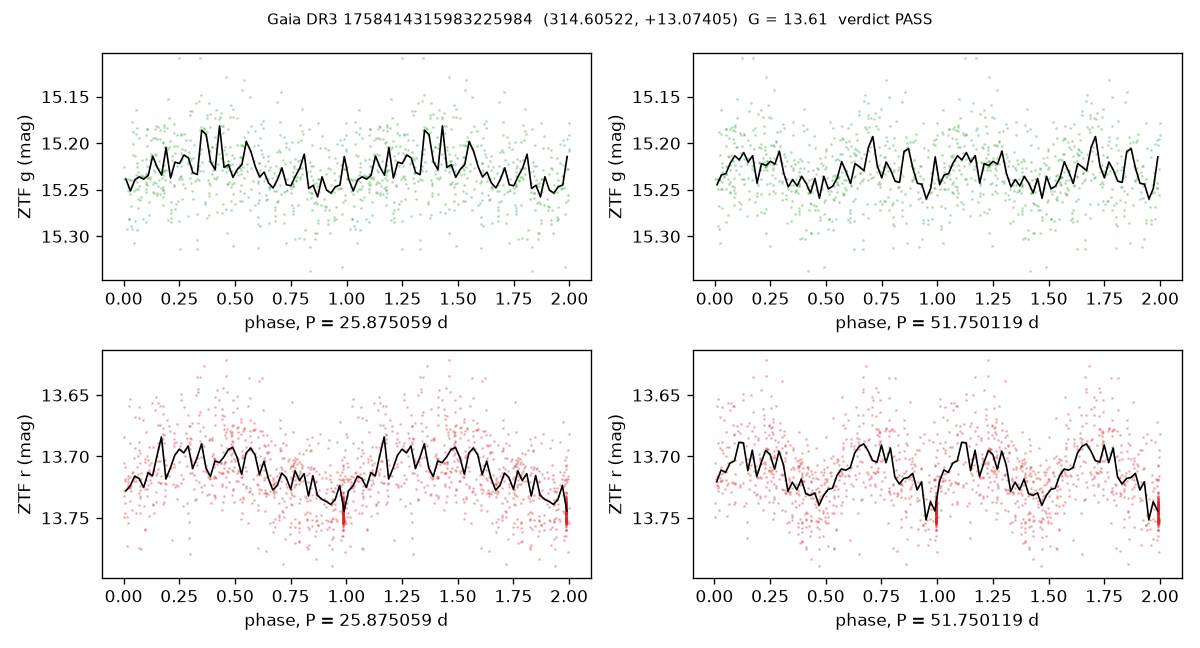 Gaia DR3 1758414315983225984 (314.60522, +13.07405) G = 13.61 verdict PASS
ZTF g (mag)
15.15
15.20
15.25
15.30
0.00 0.25 0.50 0.75 1.00 1.25 1.50 1.75 2.00
phase, P = 25.875059 d
ZTF g (mag)
15.15
15.20
15.25
15.30
0.00 0.25 0.50 0.75 1.00 1.25 1.50 1.75 2.00
phase, P = 51.750119 d
ZTF r (mag)
13.65
13.70
13.75
0.00 0.25 0.50 0.75 1.00 1.25 1.50 1.75 2.00
phase, P = 25.875059 d
ZTF r (mag)
13.65
13.70
13.75
0.00 0.25 0.50 0.75 1.00 1.25 1.50 1.75 2.00
phase, P = 51.750119 d